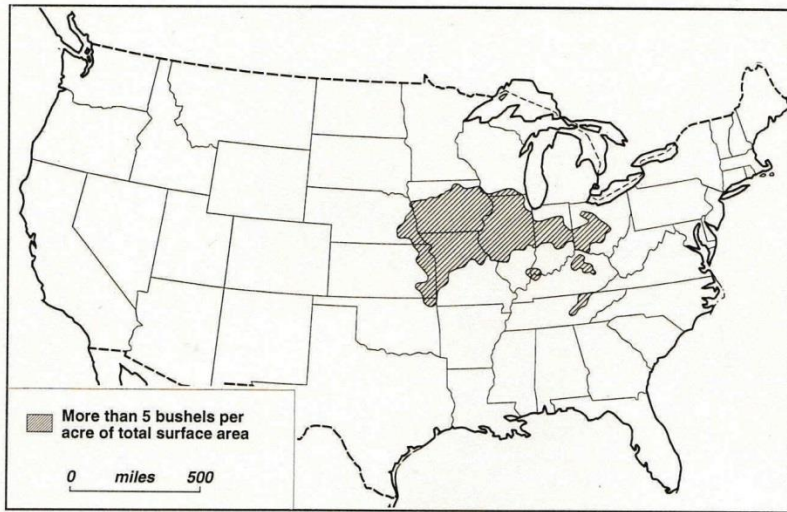 More than 5 bushels per
acre of total surface area
0 miles 500